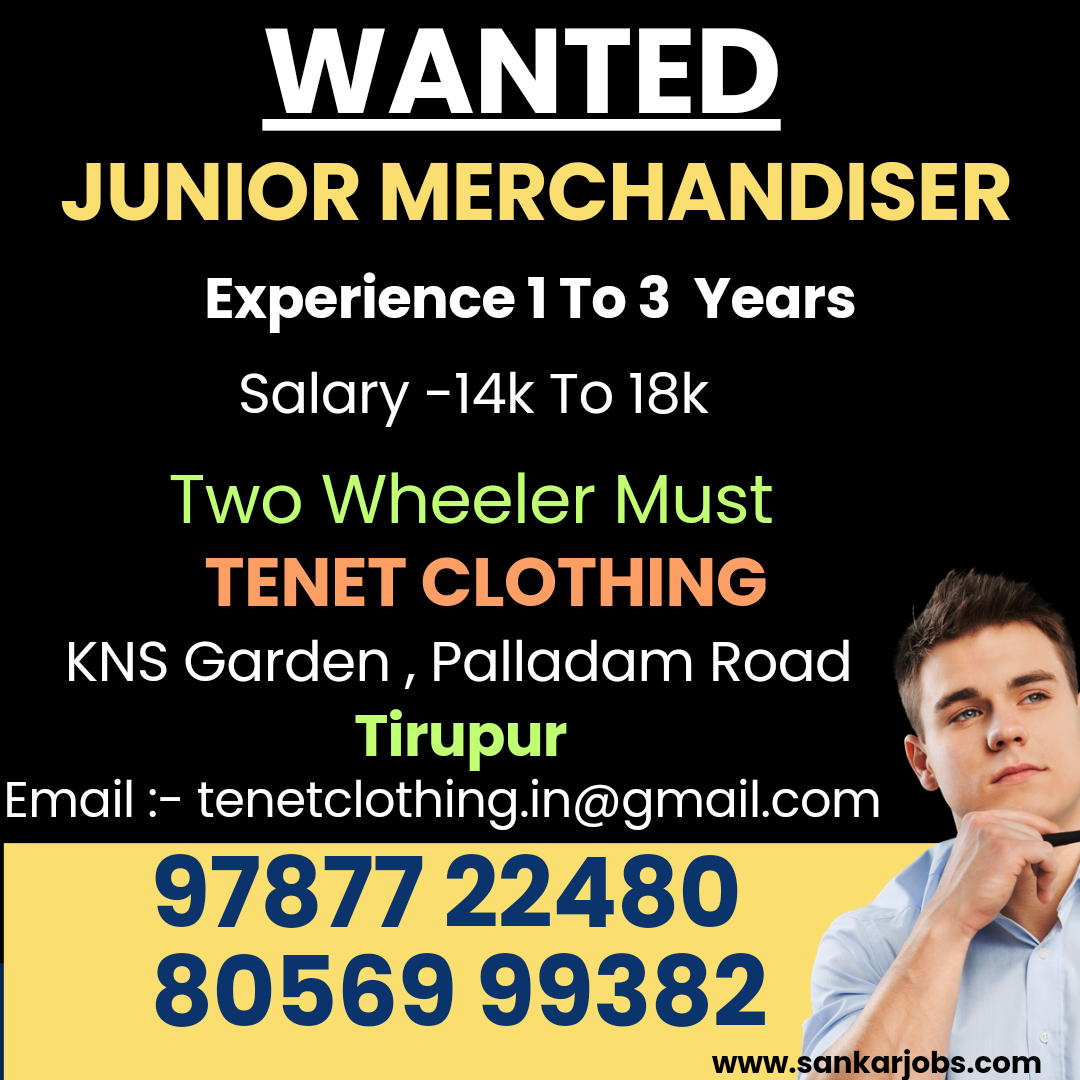 WANTED
JUNIOR MERCHANDISER
Experience 1 To 3 Years
Salary -14k To 18k
Two Wheeler Must
TENET CLOTHING
KNS Garden , Palladam Road
Tirupur
Email :- tenetclothing.in@gmail.com
97877 22480
80569 99382
www.sankarjobs.com